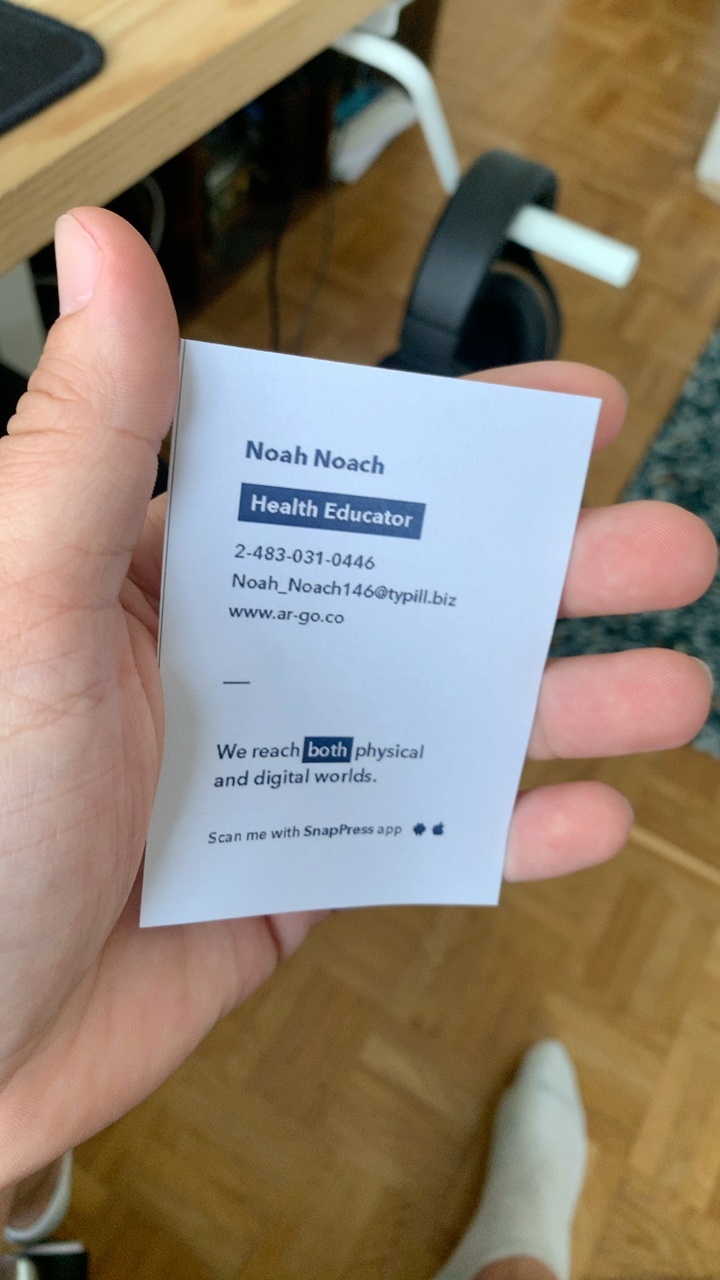 Noah Noach
Health Educator
2-483-031-0446
Noah_Noach146@typill.biz
www.ar-go.co
We reach both physical
and digital worlds.
Scan me with SnapPress app